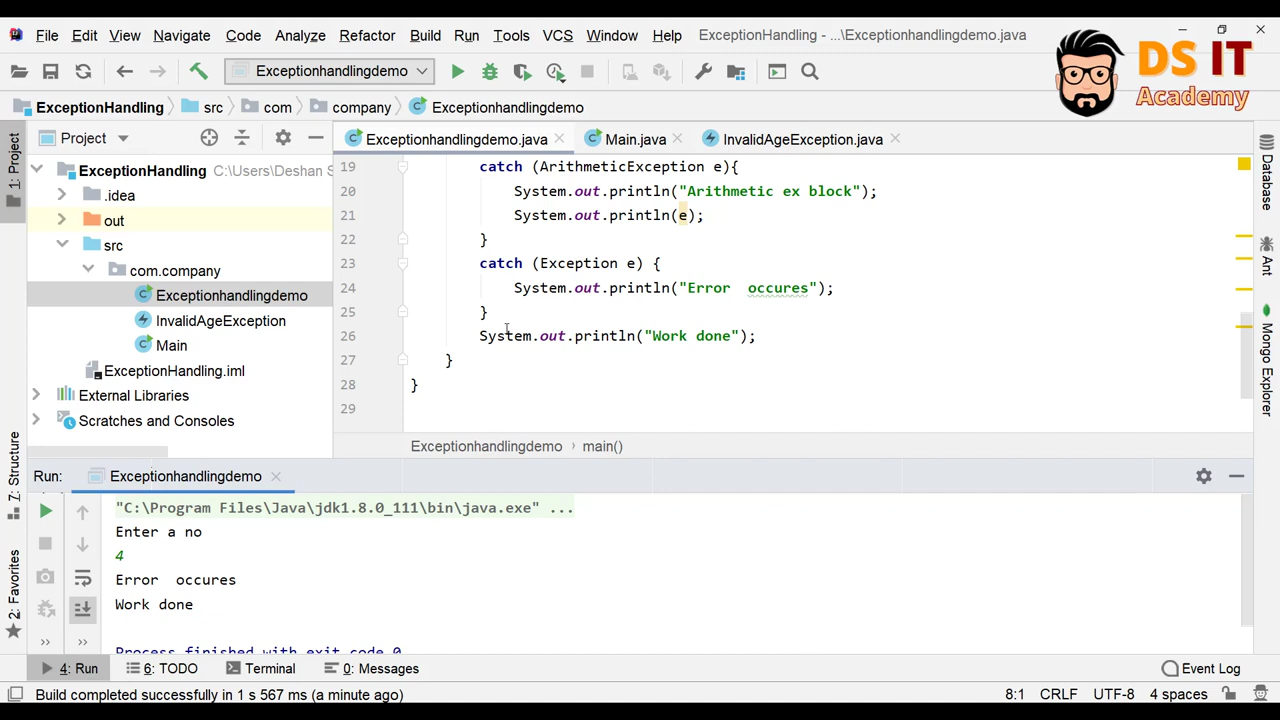 File Edit View Navigate Code Analyze Refactor Build Run Tools VCS Window Help ExceptionHandling - ...\Exceptionhandlingdemo.java
DS IT
Academy
Exceptionhandlingdemo
ExceptionHandling src com company Exceptionhandlingdemo
1: Project
Project
Exceptionhandlingdemo.java Main.java InvalidAgeException.java
ExceptionHandling C:\Users\Deshan S
.idea
out
src
com.company
Exceptionhandlingdemo
InvalidAgeException
Main
ExceptionHandling.iml
External Libraries
Scratches and Consoles
19 catch (ArithmeticException e){
20 System.out.println("Arithmetic ex block");
21 System.out.println(e);
22 }
23 catch (Exception e) {
24 System.out.println("Error  occures");
25 }
26 System.out.println("Work done");
27 }
28 }
29
Exceptionhandlingdemo › main()
Database
Ant
Mongo Explorer
7: Structure
2: Favorites
Run: Exceptionhandlingdemo
"C:\Program Files\Java\jdk1.8.0_111\bin\java.exe" ...
Enter a no
4
Error  occures
Work done
Process finished with exit code 0
4: Run 6: TODO Terminal 0: Messages Event Log
Build completed successfully in 1 s 567 ms (a minute ago) 8:1 CRLF UTF-8 4 spaces